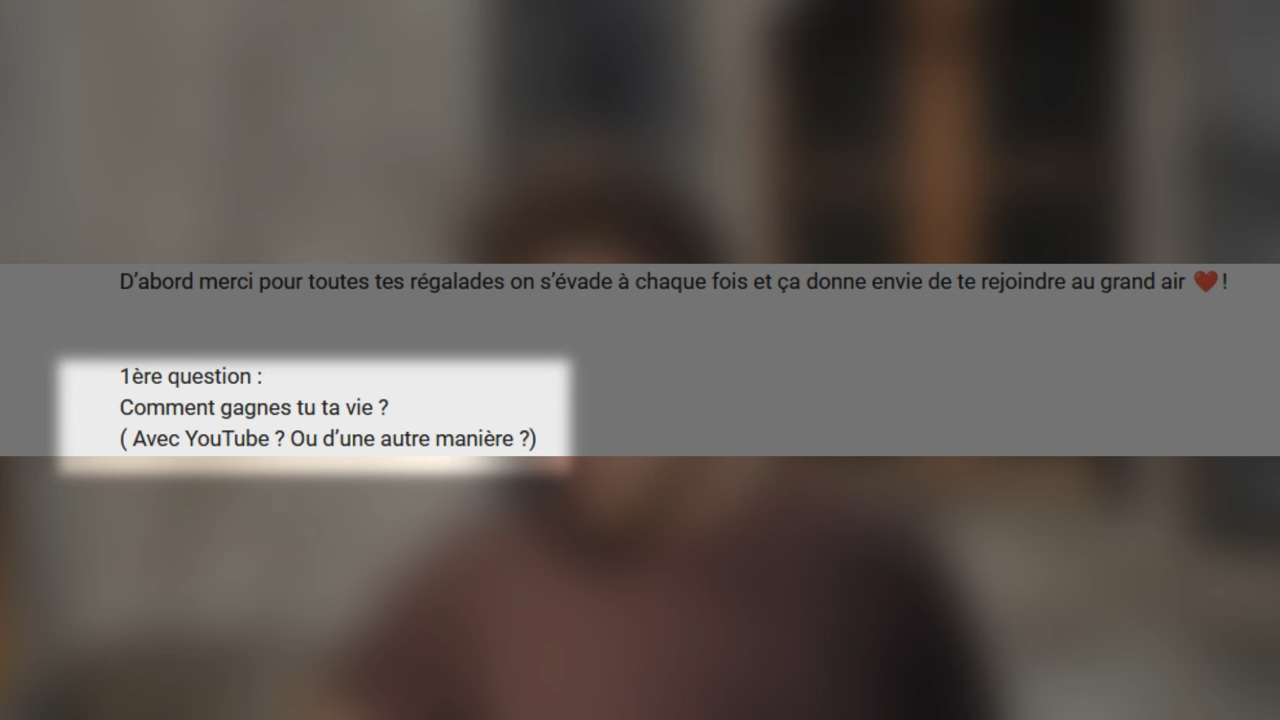 D’abord merci pour toutes tes régalades on s’évade à chaque fois et ça donne envie de te rejoindre au grand air ❤️ !
1ère question :
Comment gagnes tu ta vie ?
( Avec YouTube ? Ou d’une autre manière ?)